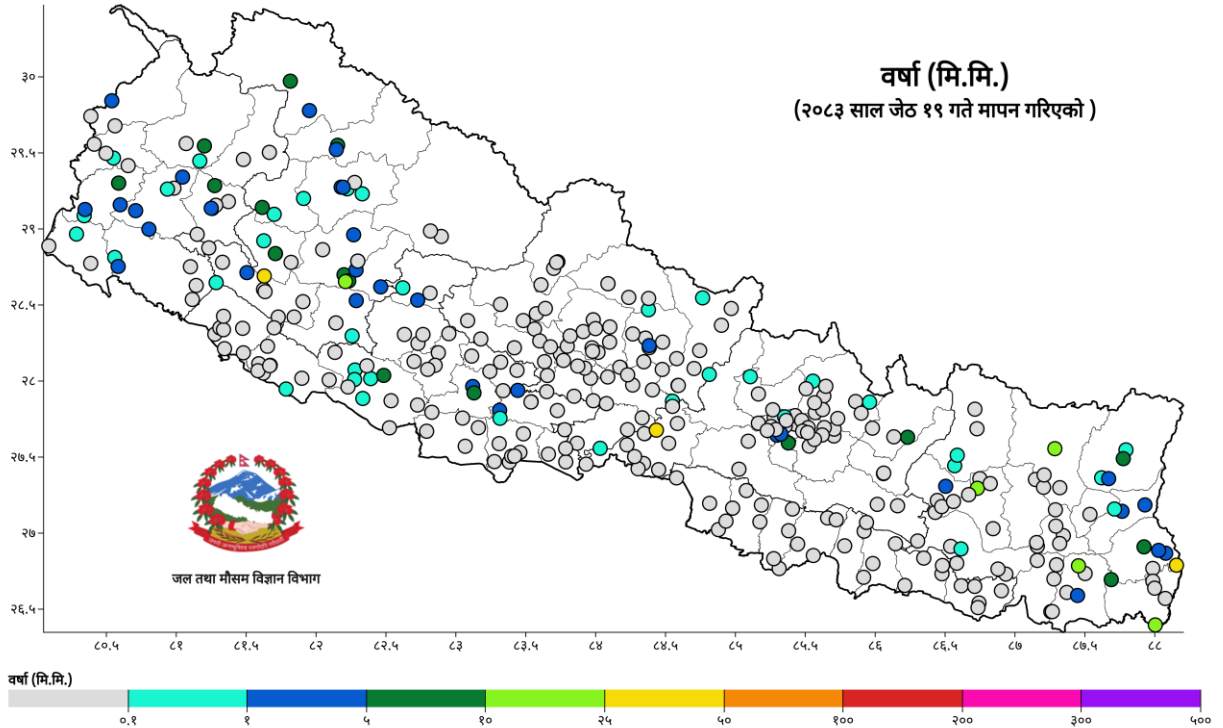 वर्षा (मि.मि.)
(२०८३ साल जेठ १९ गते मापन गरिएको )
३०
२९.५
२९
२८.५
२८
२७.५
२७
२६.५
जल तथा मौसम विज्ञान विभाग
८०.५ ८१ ८१.५ ८२ ८२.५ ८३ ८३.५ ८४ ८४.५ ८५ ८५.५ ८६ ८६.५ ८७ ८७.५ ८८
वर्षा (मि.मि.)
०.१ १ ५ १० २५ ५० १०० २०० ३०० ५००